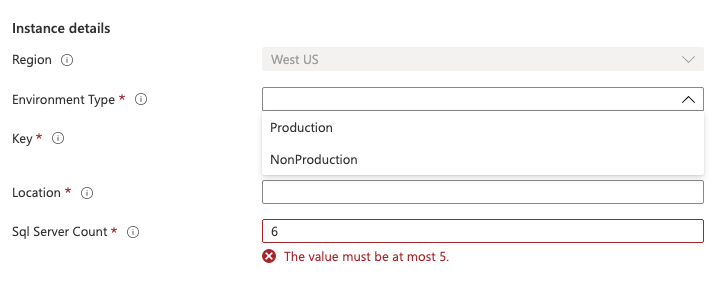 Instance details
Region
West US
Environment Type *
Production
Key *
NonProduction
Location *
Sql Server Count *
6
The value must be at most 5.